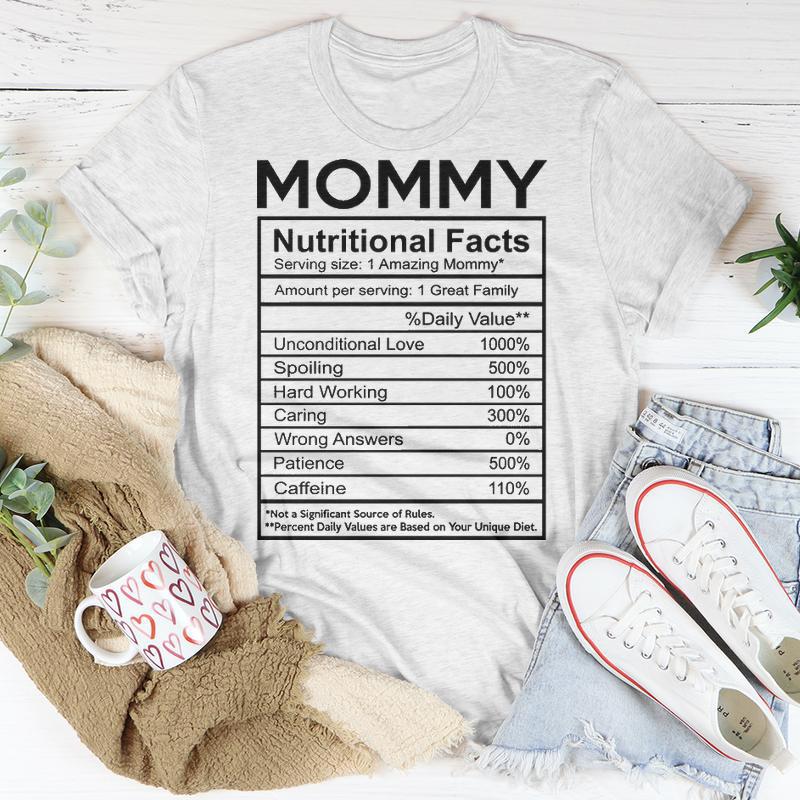 MOMMY
Nutritional Facts
Serving size: 1 Amazing Mommy*
Amount per serving: 1 Great Family
%Daily Value**
Unconditional Love 1000%
Spoiling 500%
Hard Working 100%
Caring 300%
Wrong Answers 0%
Patience 500%
Caffeine 110%
*Not a Significant Source of Rules.
**Percent Daily Values are Based on Your Unique Diet.